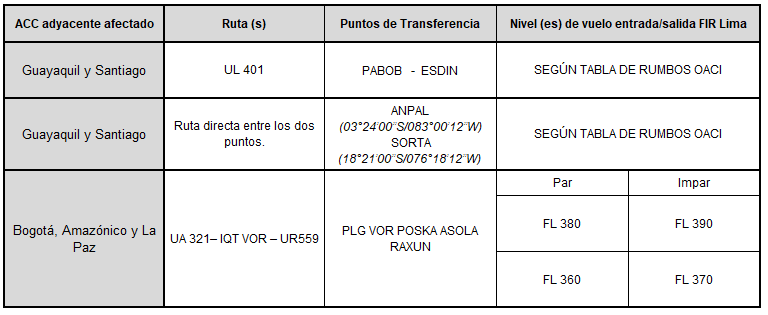 ACC adyacente afectado
Ruta (s)
Puntos de Transferencia
Nivel (es) de vuelo entrada/salida FIR Lima
Guayaquil y Santiago
UL 401
PABOB - ESDIN
SEGÚN TABLA DE RUMBOS OACI
Guayaquil y Santiago
Ruta directa entre los dos
puntos.
ANPAL
(03°24'00"S/083°00'12"W)
SORTA
(18°21'00"S/076°18'12"W)
SEGÚN TABLA DE RUMBOS OACI
Bogotá, Amazónico y La
Paz
UA 321– IQT VOR – UR559
PLG VOR POSKA ASOLA
RAXUN
Par
Impar
FL 380
FL 390
FL 360
FL 370